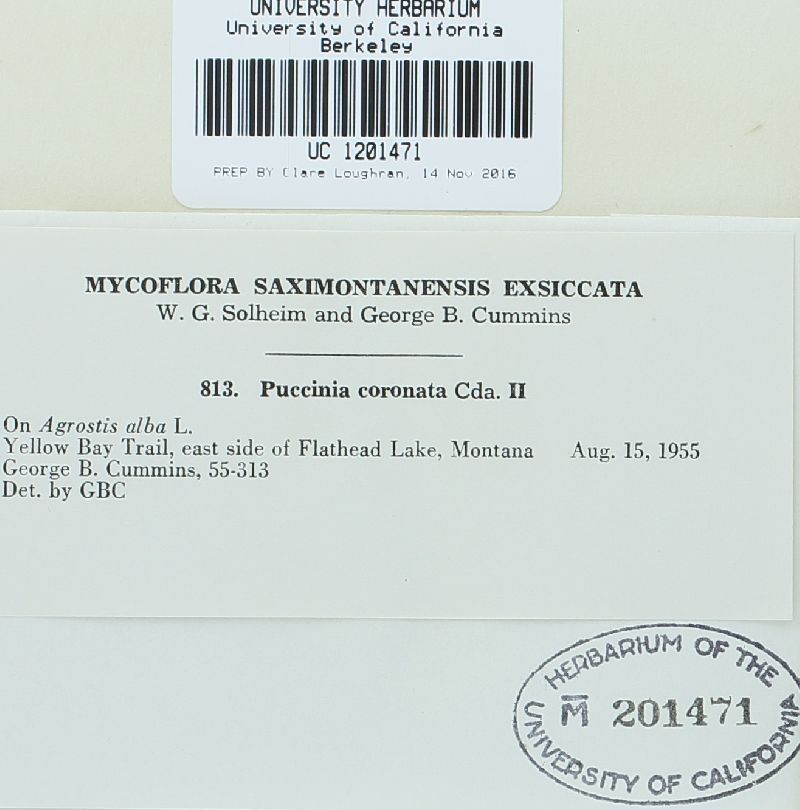 UNIVERSITY HERBARIUM
University of California
Berkeley
UC 1201471
PREP BY Clare Loughran, 14 Nov 2016
MYCOFLORA SAXIMONTANENSIS EXSICCATA
W. G. Solheim and George B. Cummins
813. Puccinia coronata Cda. II
On Agrostis alba L.
Yellow Bay Trail, east side of Flathead Lake, Montana Aug. 15, 1955
George B. Cummins, 55-313
Det. by GBC
HERBARIUM OF THE
M̅ 201471
UNIVERSITY OF CALIFORNIA